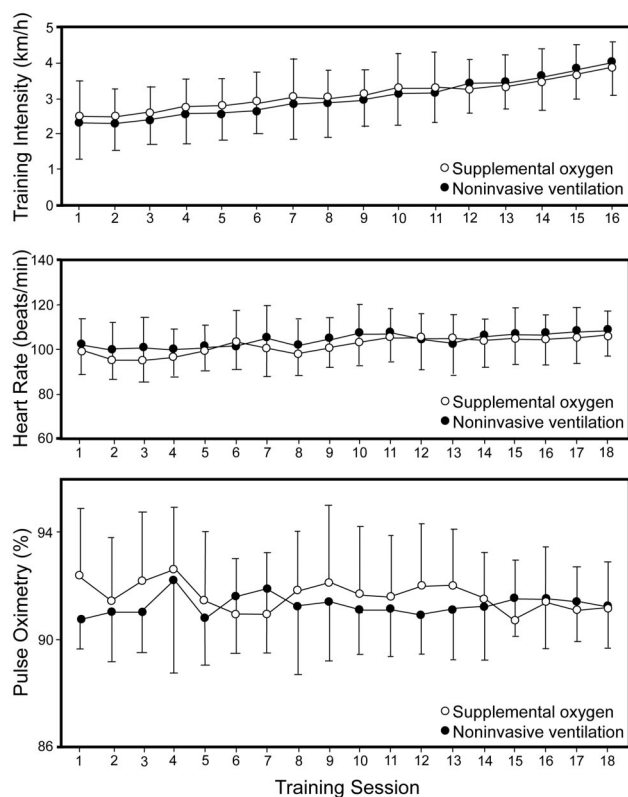 Training Intensity (km/h)
5
4
3
2
1
0
Supplemental oxygen
Noninvasive ventilation
1 2 3 4 5 6 7 8 9 10 11 12 13 14 15 16
Heart Rate (beats/min)
140
120
100
80
60
Supplemental oxygen
Noninvasive ventilation
1 2 3 4 5 6 7 8 9 10 11 12 13 14 15 16 17 18
Pulse Oximetry (%)
94
90
86
Supplemental oxygen
Noninvasive ventilation
1 2 3 4 5 6 7 8 9 10 11 12 13 14 15 16 17 18
Training Session